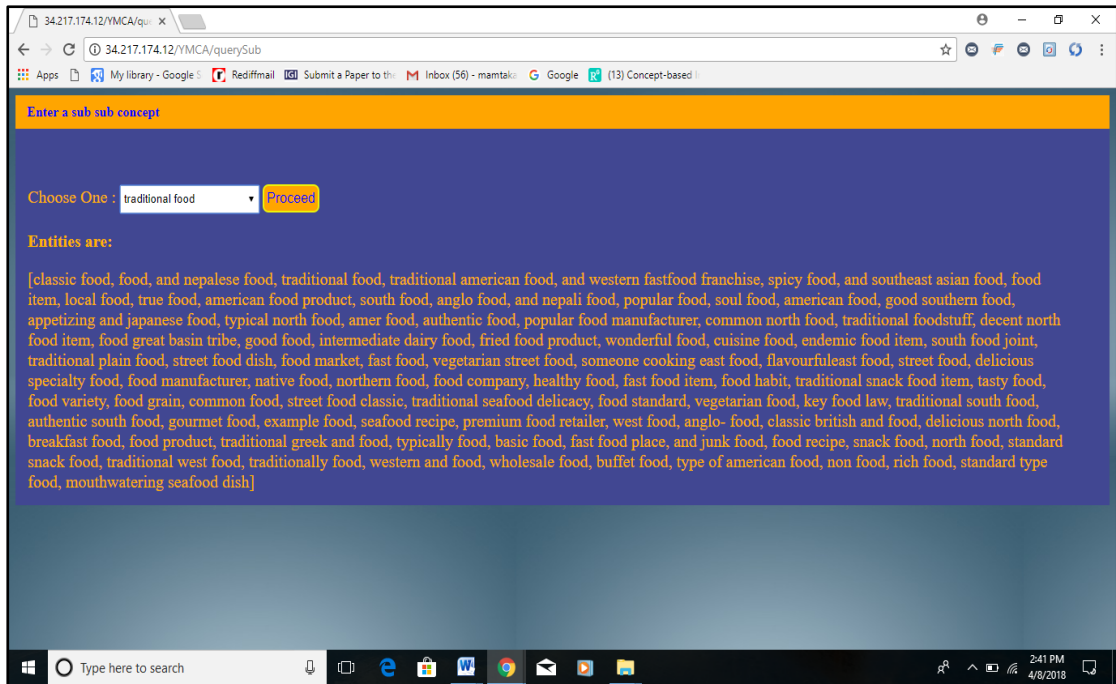 34.217.174.12/YMCA/que
34.217.174.12/YMCA/querySub
Apps My library - Google S Rediffmail IGI Submit a Paper to the Inbox (56) - mamtaka Google (13) Concept-based I
Enter a sub sub concept
Choose One : traditional food Proceed
Entities are:
[classic food, food, and nepalese food, traditional food, traditional american food, and western fastfood franchise, spicy food, and southeast asian food, food
item, local food, true food, american food product, south food, anglo food, and nepali food, popular food, soul food, american food, good southern food,
appetizing and japanese food, typical north food, amer food, authentic food, popular food manufacturer, common north food, traditional foodstuff, decent north
food item, food great basin tribe, good food, intermediate dairy food, fried food product, wonderful food, cuisine food, endemic food item, south food joint,
traditional plain food, street food dish, food market, fast food, vegetarian street food, someone cooking east food, flavourfuleast food, street food, delicious
specialty food, food manufacturer, native food, northern food, food company, healthy food, fast food item, food habit, traditional snack food item, tasty food,
food variety, food grain, common food, street food classic, traditional seafood delicacy, food standard, vegetarian food, key food law, traditional south food,
authentic south food, gourmet food, example food, seafood recipe, premium food retailer, west food, anglo- food, classic british and food, delicious north food,
breakfast food, food product, traditional greek and food, typically food, basic food, fast food place, and junk food, food recipe, snack food, north food, standard
snack food, traditional west food, traditionally food, western and food, wholesale food, buffet food, type of american food, non food, rich food, standard type
food, mouthwatering seafood dish]
Type here to search
2:41 PM
4/8/2018